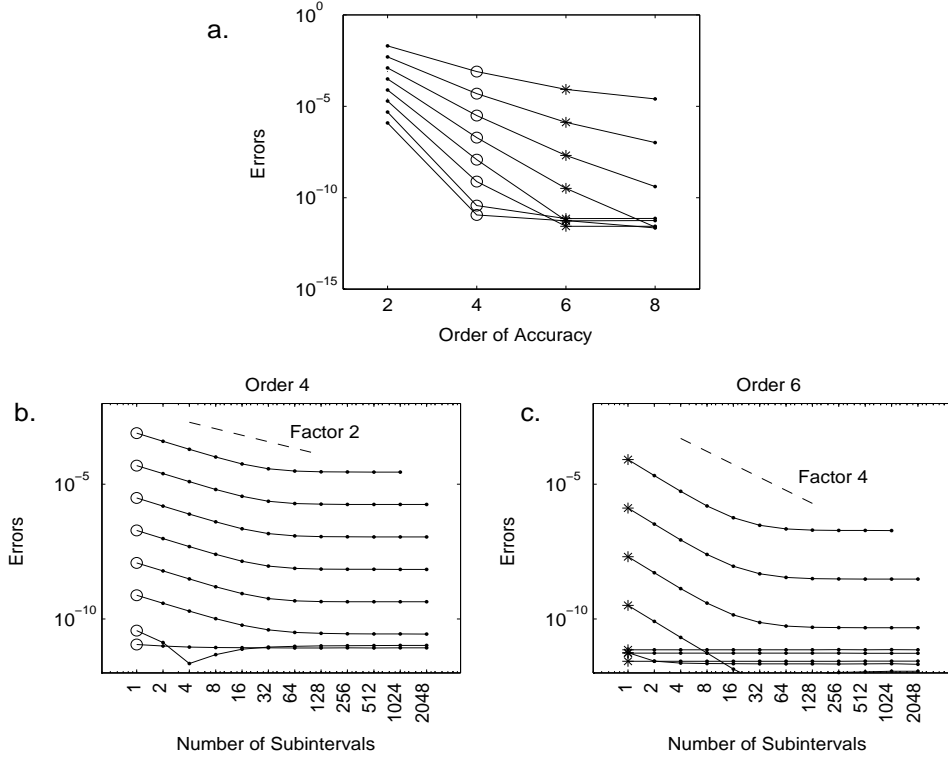 a.
10^0
10^-5
10^-10
10^-15
Errors
2 4 6 8
Order of Accuracy
b.
Order 4
Factor 2
10^-5
10^-10
Errors
1 2 4 8 16 32 64 128 256 512 1024 2048
Number of Subintervals
c.
Order 6
Factor 4
10^-5
10^-10
Errors
1 2 4 8 16 32 64 128 256 512 1024 2048
Number of Subintervals